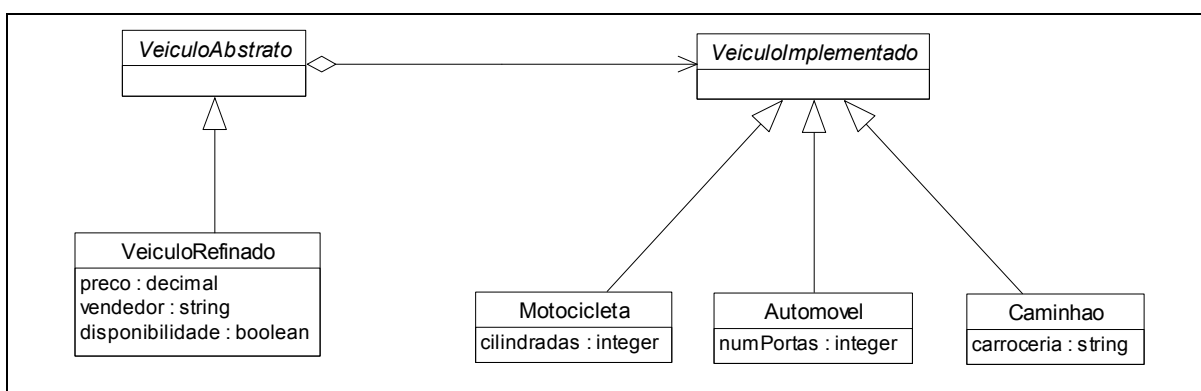 VeiculoAbstrato
VeiculoImplementado
VeiculoRefinado
preco : decimal
vendedor : string
disponibilidade : boolean
Motocicleta
cilindradas : integer
Automovel
numPortas : integer
Caminhao
carroceria : string